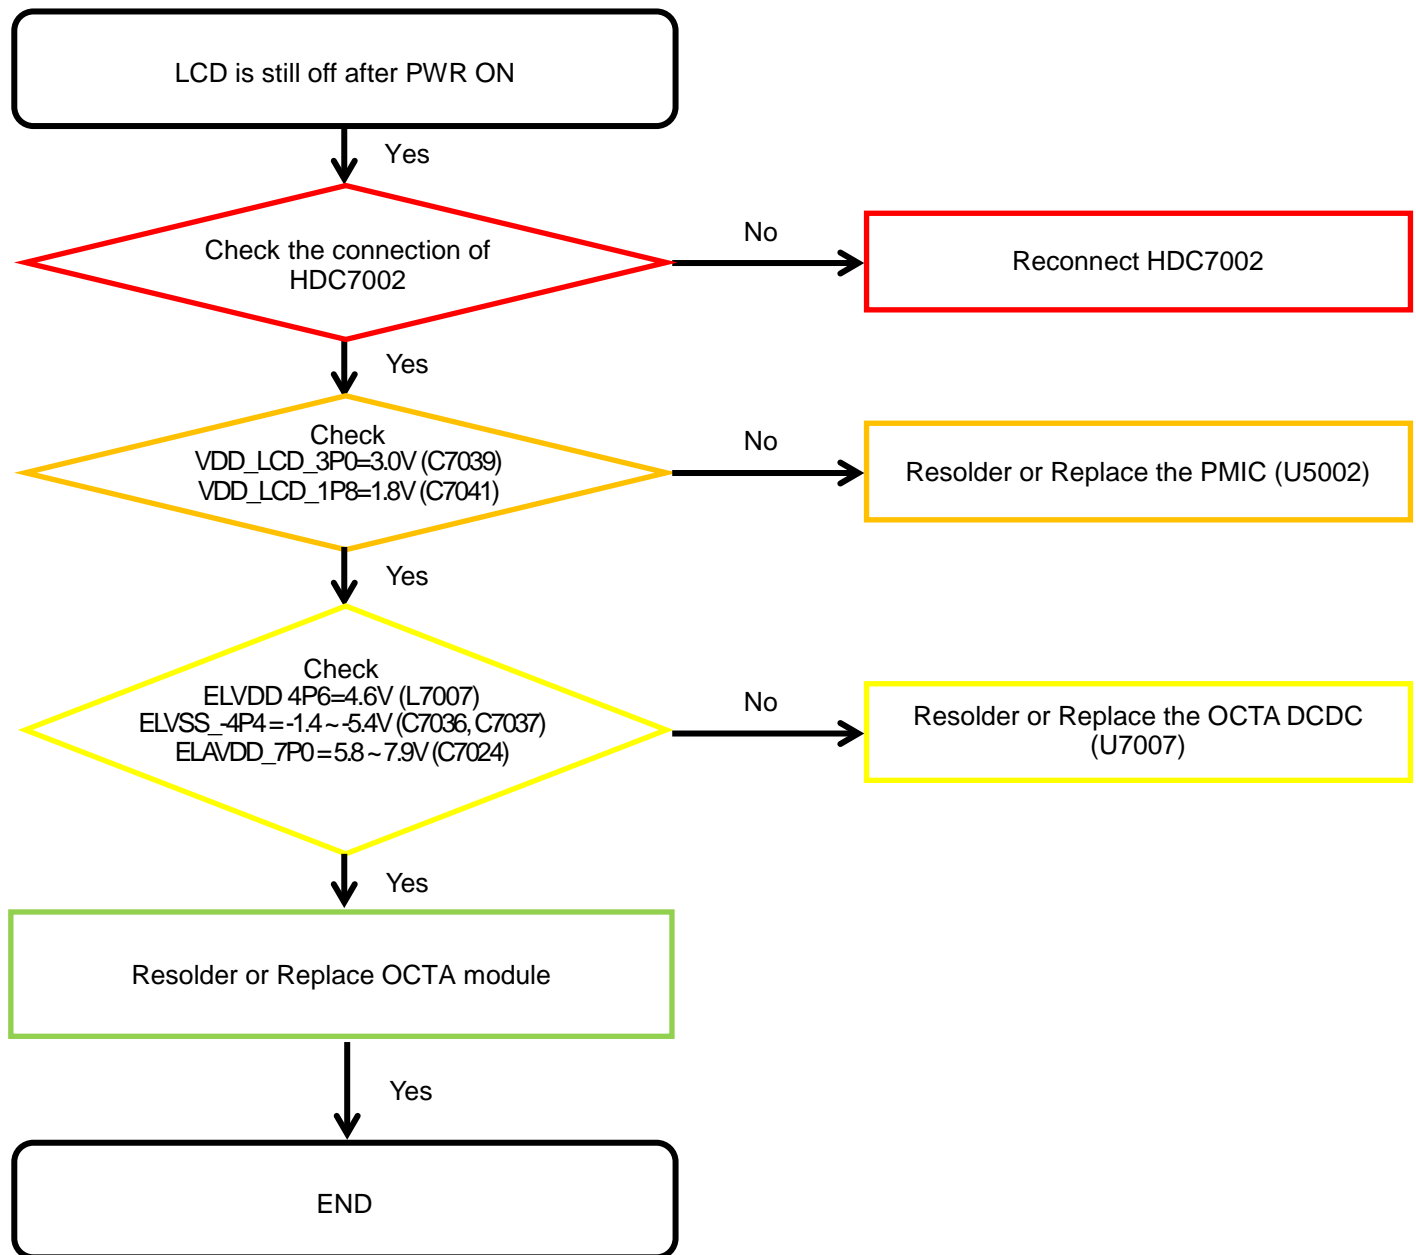 LCD is still off after PWR ON
Yes
Check the connection of
HDC7002
No
Reconnect HDC7002
Yes
Check
VDD_LCD_3P0=3.0V (C7039)
VDD_LCD_1P8=1.8V (C7041)
No
Resolder or Replace the PMIC (U5002)
Yes
Check
ELVDD 4P6=4.6V (L7007)
ELVSS_-4P4 = -1.4 ~ -5.4V (C7036, C7037)
ELAVDD_7P0 = 5.8 ~ 7.9V (C7024)
No
Resolder or Replace the OCTA DCDC
(U7007)
Yes
Resolder or Replace OCTA module
Yes
END